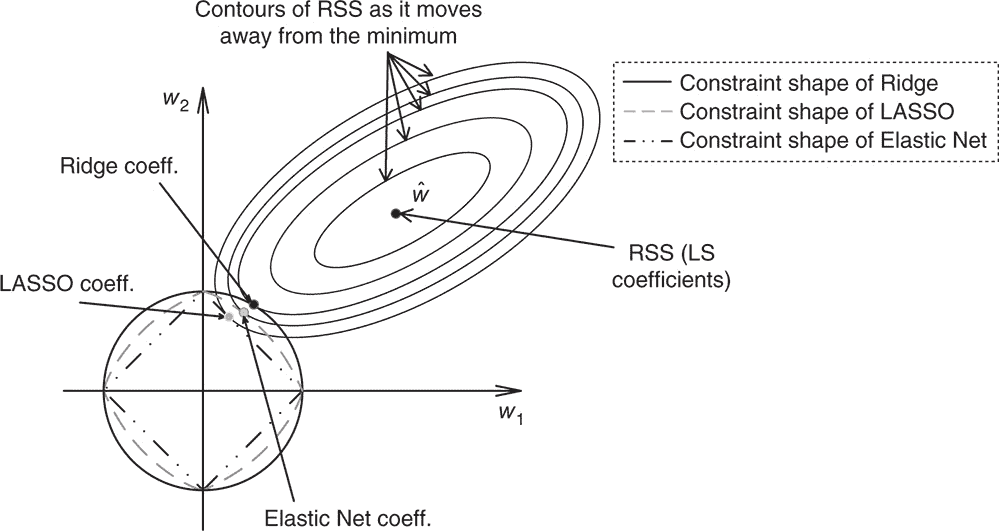 Contours of RSS as it moves
away from the minimum
Constraint shape of Ridge
Constraint shape of LASSO
Constraint shape of Elastic Net
w₂
Ridge coeff.
ŵ
RSS (LS
coefficients)
LASSO coeff.
w₁
Elastic Net coeff.